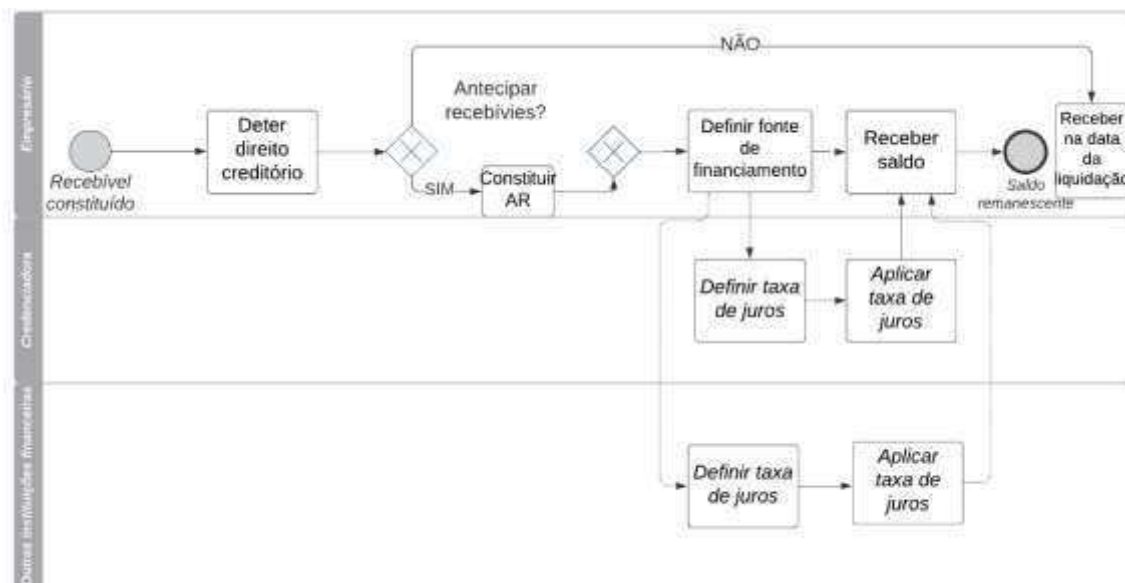 Empresário
NÃO
Antecipar
recebívies?
Recebível
constituído
Deter
direito
creditório
SIM
Constituir
AR
Definir fonte
de
financiamento
Receber
saldo
Saldo
remanescente
Receber
na data
da
liquidação
Credenciadora
Definir taxa
de juros
Aplicar
taxa de
juros
Outras instituições financeiras
Definir taxa
de juros
Aplicar
taxa de
juros